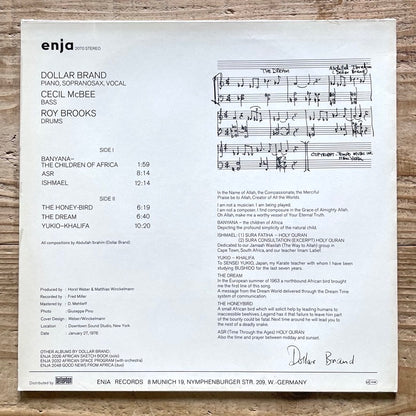 enja 2070 STEREO
DOLLAR BRAND
PIANO, SOPRANOSAX, VOCAL
CECIL McBEE
BASS
ROY BROOKS
DRUMS
SIDE I
BANYANA–
THE CHILDREN OF AFRICA 1:59
ASR 8:14
ISHMAEL 12:14
SIDE II
THE HONEY-BIRD 6:19
THE DREAM 6:40
YUKIO-KHALIFA 10:20
All compositions by Abdullah Ibrahim (Dollar Brand)
Produced by - Horst Weber + Matthias Winckelmann
Recorded by - Fred Miller
Mastered by - D. Mehldeff
Photo - Giuseppe Pino
Cover Design - Weber/Winckelmann
Location - Downtown Sound Studio, New York
Date - January 27, 1976
OTHER ALBUMS BY DOLLAR BRAND:
ENJA 2026 AFRICAN SKETCH BOOK (solo)
ENJA 2032 AFRICAN SPACE PROGRAM (with orchestra)
ENJA 2048 GOOD NEWS FROM AFRICA (duo)
The Dream
Abdullah Ibrahim
(Dollar Brand)
COPYRIGHT
In the Name of Allah, the Compassionate, the Merciful
Praise be to Allah, Creator of All the Worlds
I am not a musician. I am being played.
I am not a composer. I find composure in the Grace of Almighty Allah.
Oh Allah, make me a worthy vessel of Your Eternal Truth.
BANYANA - the children of Africa
Depicting the profound simplicity of the natural child.
ISHMAEL: (1) SURA FATIHA - HOLY QURAN
(2) SURA CONSULTATION (EXCERPT) HOLY QURAN
Dedicated to our Jamiaah Wasilah (The Way to Allah) group in
Cape Town, South Africa, and our brother Imam Label.
YUKIO - KHALIFA
To SENSEI YUKIO, Japan, my Karate teacher with whom I have been
studying BUSHIDO for the last seven years.
THE DREAM
In the European summer of 1963 a northbound African bird brought
me the first line of this song.
A message from the Dream World delivered through the Dream Time
system of communication.
THE HONEYBIRD
A small African bird which will solicit help by leading humans to
inaccessible beehives. Legend has it that failure to leave him part
of the bounty could be fatal: Next time around he will lead you to
the lair of a dangerous beast.
ASR (Time Through the Ages) HOLY QURAN
Also the time and prayer between midday and sunset.
Dollar Brand
Distributed by
ENJA RECORDS 8 MUNICH 19, NYMPHENBURGER STR. 209, W.-GERMANY